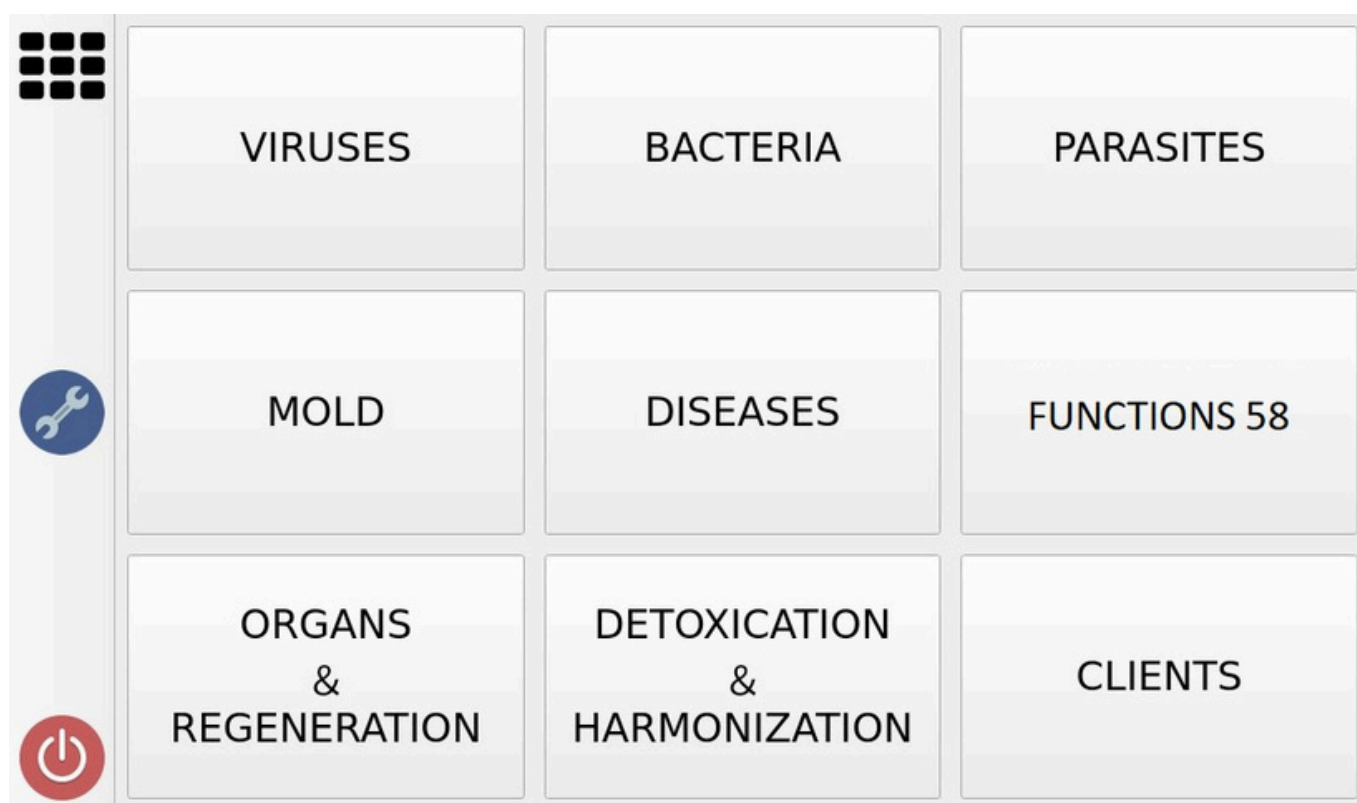 VIRUSES
BACTERIA
PARASITES
MOLD
DISEASES
FUNCTIONS 58
ORGANS
&
REGENERATION
DETOXICATION
&
HARMONIZATION
CLIENTS